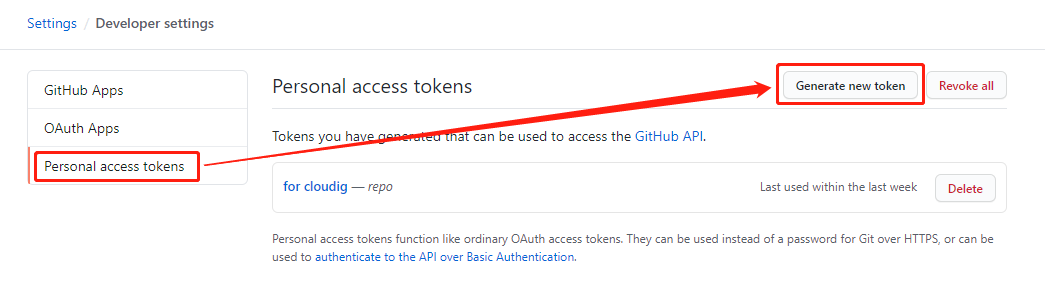 Settings / Developer settings
GitHub Apps
OAuth Apps
Personal access tokens
Personal access tokens
Generate new token
Revoke all
Tokens you have generated that can be used to access the GitHub API.
for cloudig — repo
Last used within the last week
Delete
Personal access tokens function like ordinary OAuth access tokens. They can be used instead of a password for Git over HTTPS, or can be
used to authenticate to the API over Basic Authentication.